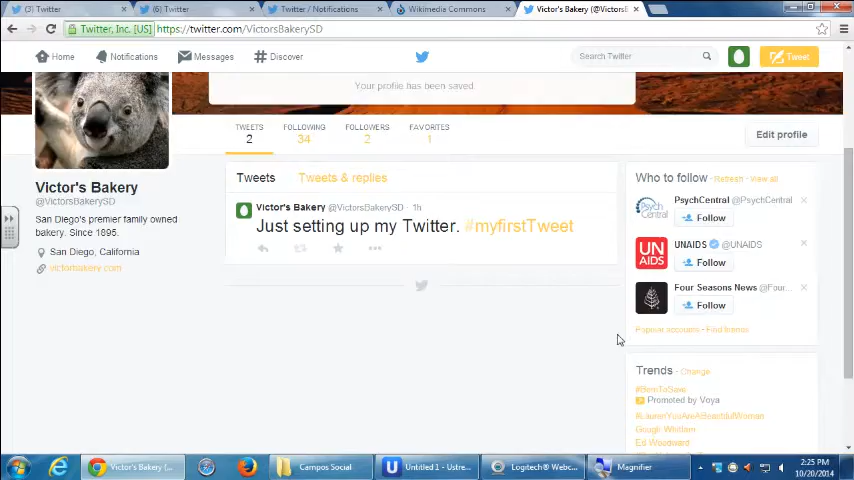 (3) Twitter
(6) Twitter
Twitter / Notifications
Wikimedia Commons
Victor's Bakery (@VictorsB
Twitter, Inc. [US] https://twitter.com/VictorsBakerySD
Home
Notifications
Messages
Discover
Search Twitter
Tweet
Your profile has been saved
TWEETS
2
FOLLOWING
34
FOLLOWERS
2
FAVORITES
1
Edit profile
Victor's Bakery
@VictorsBakerySD
San Diego's premier family owned
bakery. Since 1895.
San Diego, California
victorbakery.com
Tweets
Tweets & replies
Victor's Bakery @VictorsBakerySD · 1h
Just setting up my Twitter. #myfirstTweet
Who to follow · Refresh · View all
PsychCentral @PsychCentral
Psych
Central
Follow
UNAIDS @UNAIDS
UN
AIDS
Follow
Four Seasons News @Four...
Follow
Popular accounts · Find friends
Trends · Change
#BornToSave
Promoted by Voya
#LaurenYouAreABeautifulWoman
Gough Whitlam
Ed Woodward
Victor's Bakery (...
Campos Social
Untitled 1 - Ustre...
Logitech® Webc...
Magnifier
2:25 PM
10/20/2014